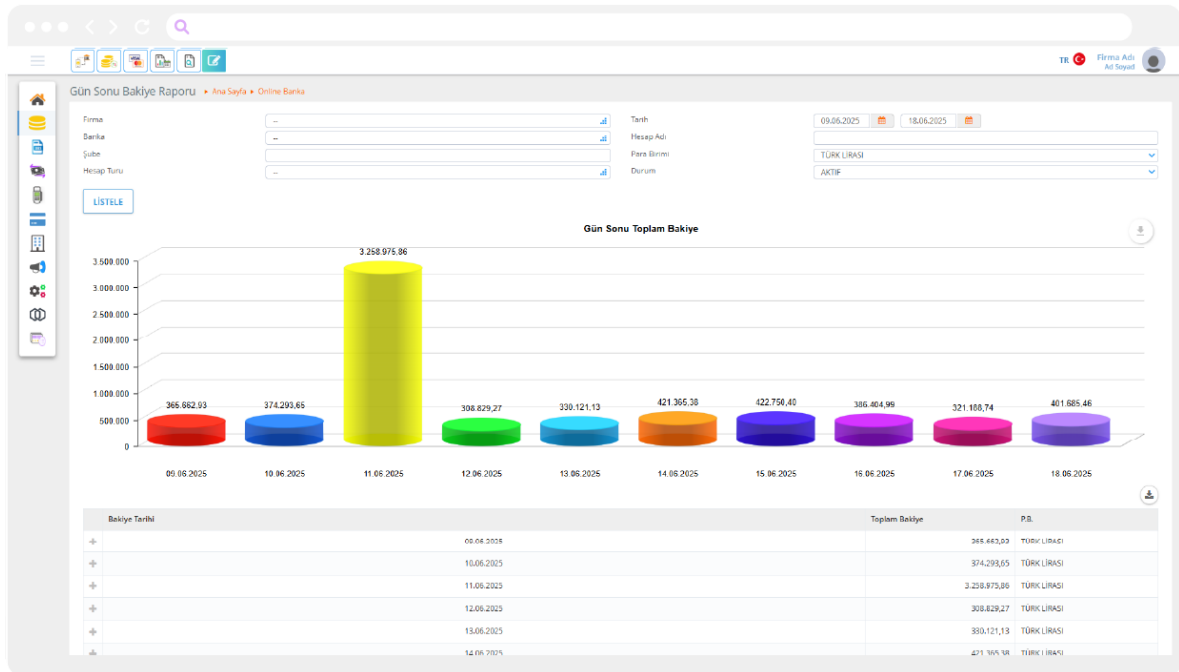 TR
Firma Adı
Ad Soyad
Gün Sonu Bakiye Raporu ▸ Ana Sayfa ▸ Online Banka
Firma -- Tarih 09.06.2025 18.06.2025
Banka -- Hesap Adı
Şube Para Birimi TÜRK LİRASI
Hesap Turu -- Durum AKTIF
LİSTELE
Gün Sonu Toplam Bakiye
3.258.975,86
3.500.000
3.000.000
2.500.000
2.000.000
1.500.000
1.000.000
365.662,93 374.293,65 308.829,27 330.121,13 421.365,38 422.750,40 386.404,99 321.188,74 401.685,46
500.000
0
09.06.2025 10.06.2025 11.06.2025 12.06.2025 13.06.2025 14.06.2025 15.06.2025 16.06.2025 17.06.2025 18.06.2025
Bakiye Tarihi Toplam Bakiye P.B.
09.06.2025 365.662,93 TÜRK LİRASI
10.06.2025 374.293,65 TÜRK LİRASI
11.06.2025 3.258.975,86 TÜRK LİRASI
12.06.2025 308.829,27 TÜRK LİRASI
13.06.2025 330.121,13 TÜRK LİRASI
14.06.2025 421.365,38 TÜRK LİRASI